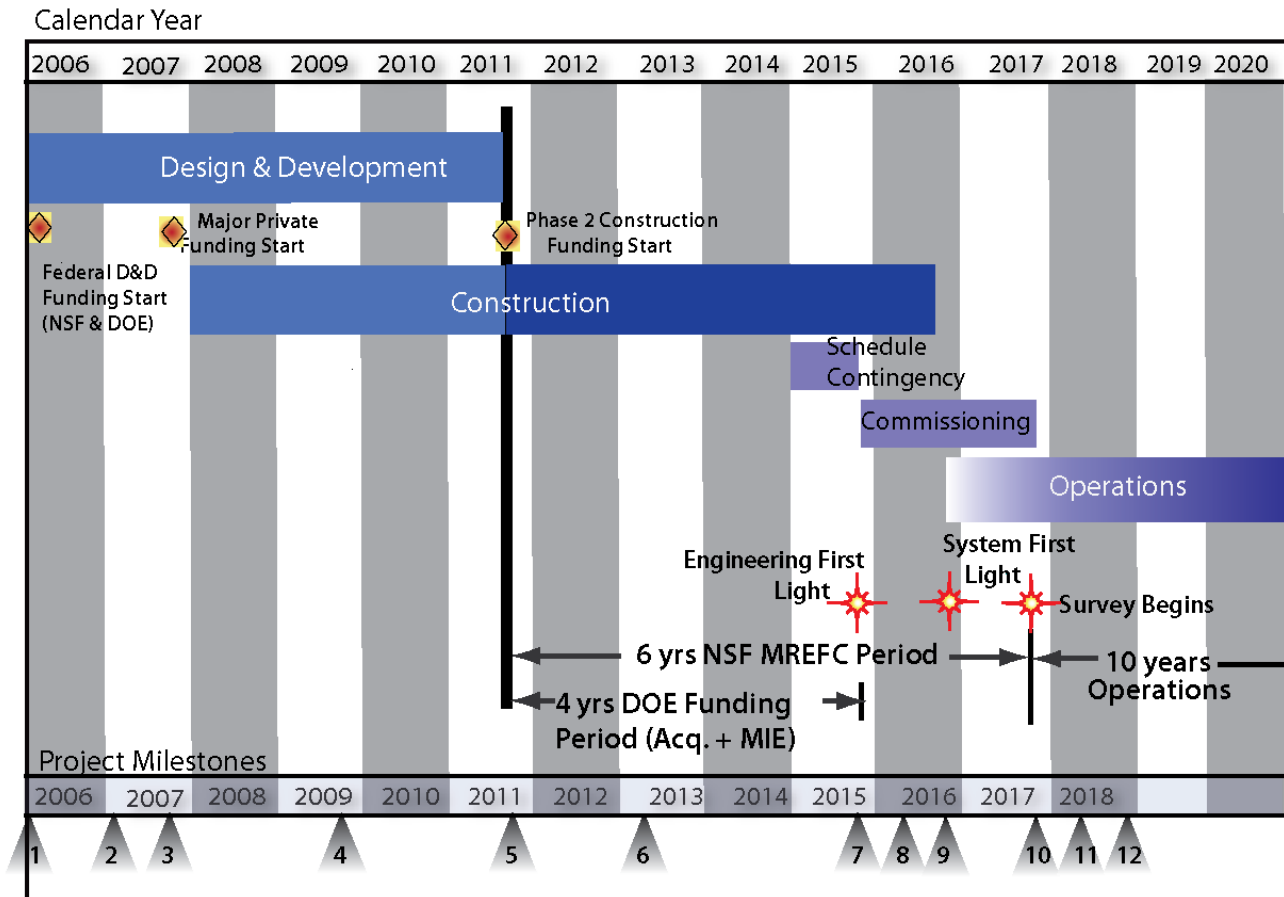 Calendar Year
2006 2007 2008 2009 2010 2011 2012 2013 2014 2015 2016 2017 2018 2019 2020
Design & Development
Major Private
Funding Start
Phase 2 Construction
Funding Start
Federal D&D
Funding Start
(NSF & DOE)
Construction
Schedule
Contingency
Commissioning
Operations
Engineering First
Light
System First
Light
Survey Begins
6 yrs NSF MREFC Period
10 years
Operations
4 yrs DOE Funding
Period (Acq. + MIE)
Project Milestones
2006 2007 2008 2009 2010 2011 2012 2013 2014 2015 2016 2017 2018
1 2 3 4 5 6 7 8 9 10 11 12